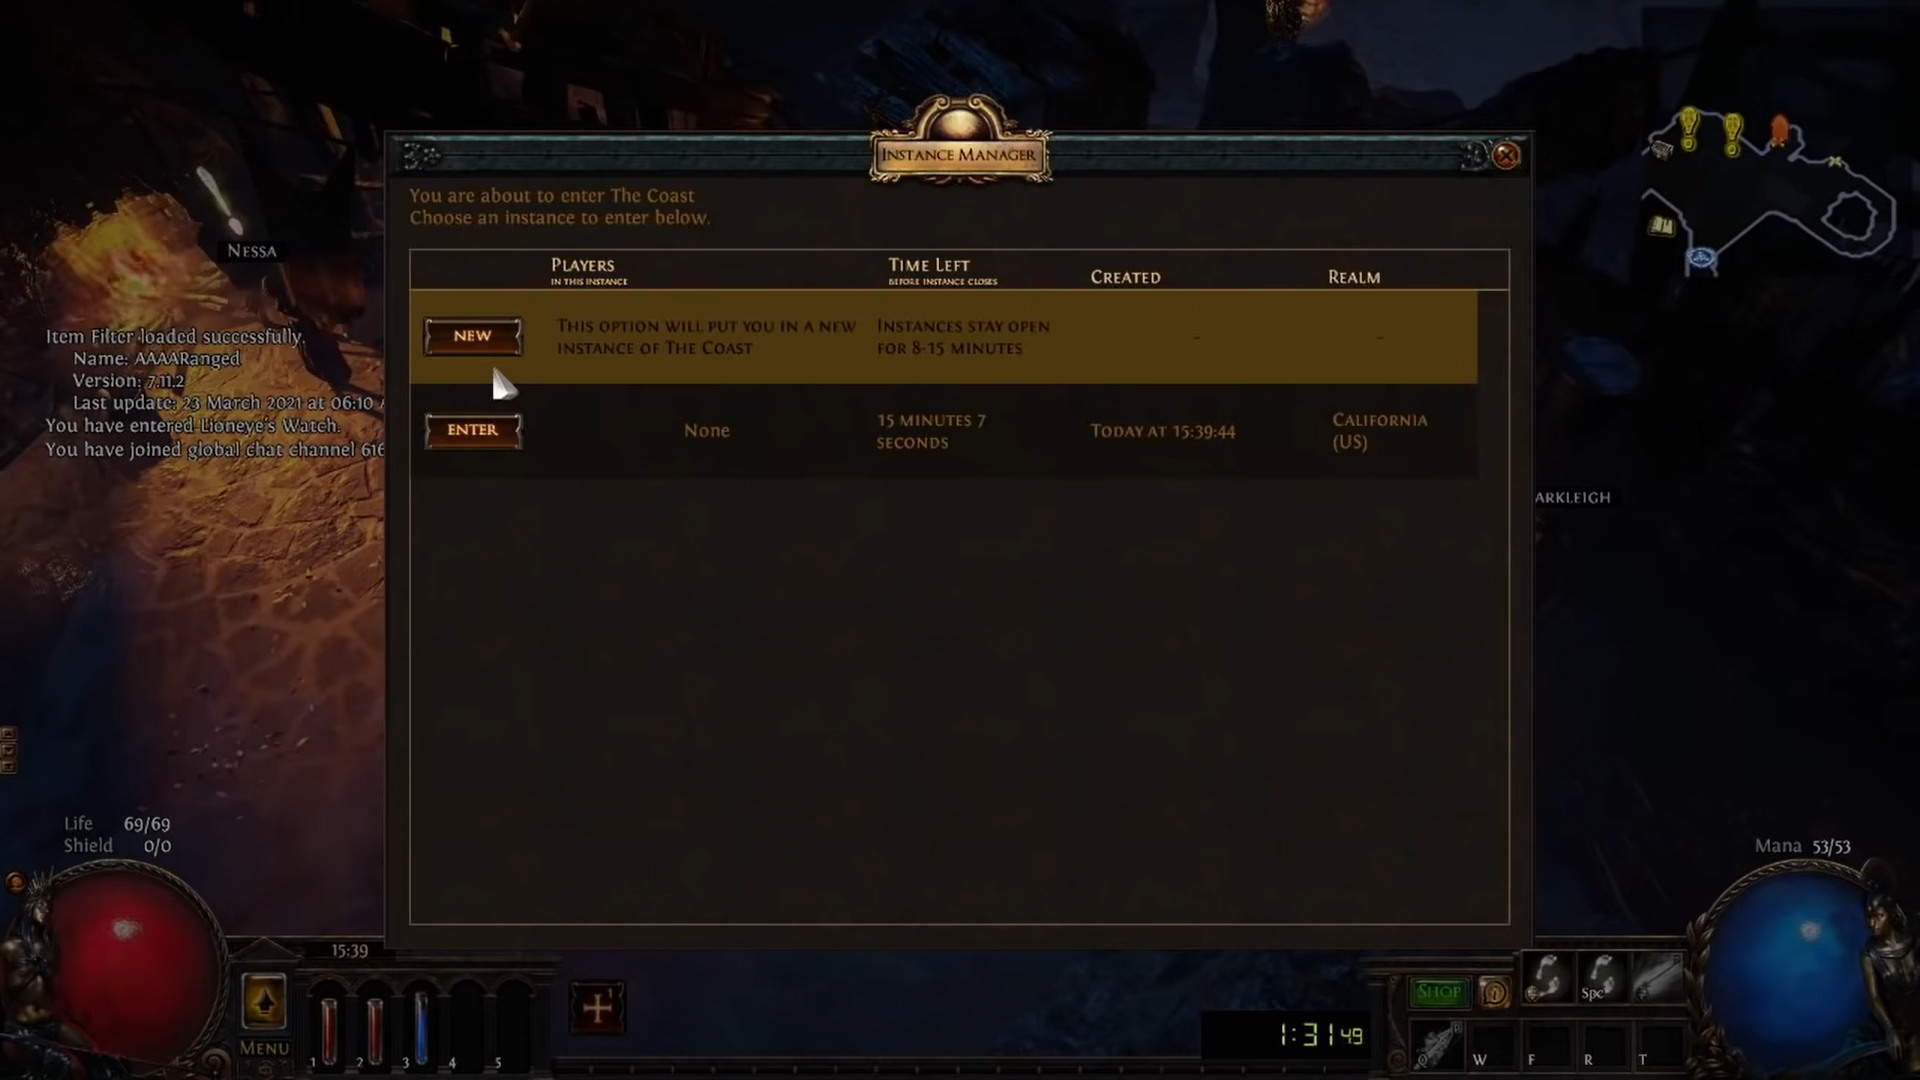 INSTANCE MANAGER
You are about to enter The Coast
Choose an instance to enter below.
PLAYERS
IN THIS INSTANCE
TIME LEFT
BEFORE INSTANCE CLOSES
CREATED
REALM
NEW
THIS OPTION WILL PUT YOU IN A NEW
INSTANCE OF THE COAST
INSTANCES STAY OPEN
FOR 8-15 MINUTES
-
-
ENTER
None
15 MINUTES 7
SECONDS
TODAY AT 15:39:44
CALIFORNIA
(US)
NESSA
Item Filter loaded successfully.
Name: AAAARanged
Version: 7.11.2
Last update: 23 March 2021 at 06:10
You have entered Lioneye's Watch.
You have joined global chat channel 616
ARKLEIGH
Life 69/69
Shield 0/0
Mana 53/53
15:39
MENU
1 2 3 4 5
1
1:31 49
SHOP
Spc
Q W F R T